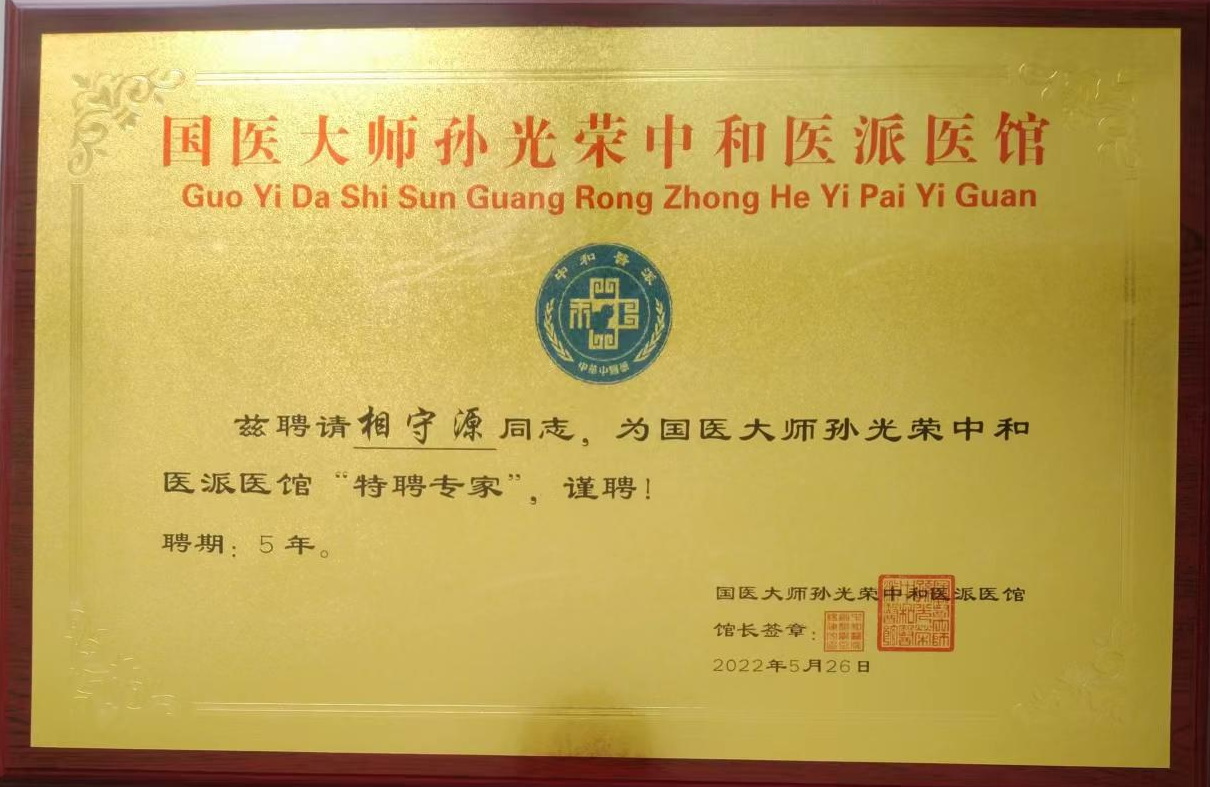 国医大师孙光荣中和医派医馆
Guo Yi Da Shi Sun Guang Rong Zhong He Yi Pai Yi Guan
中和医派
中华中医药
兹聘请相守源同志，为国医大师孙光荣中和
医派医馆“特聘专家”，谨聘！
聘期：5年。
国医大师孙光荣中和医派医馆
馆长签章：
2022年5月26日